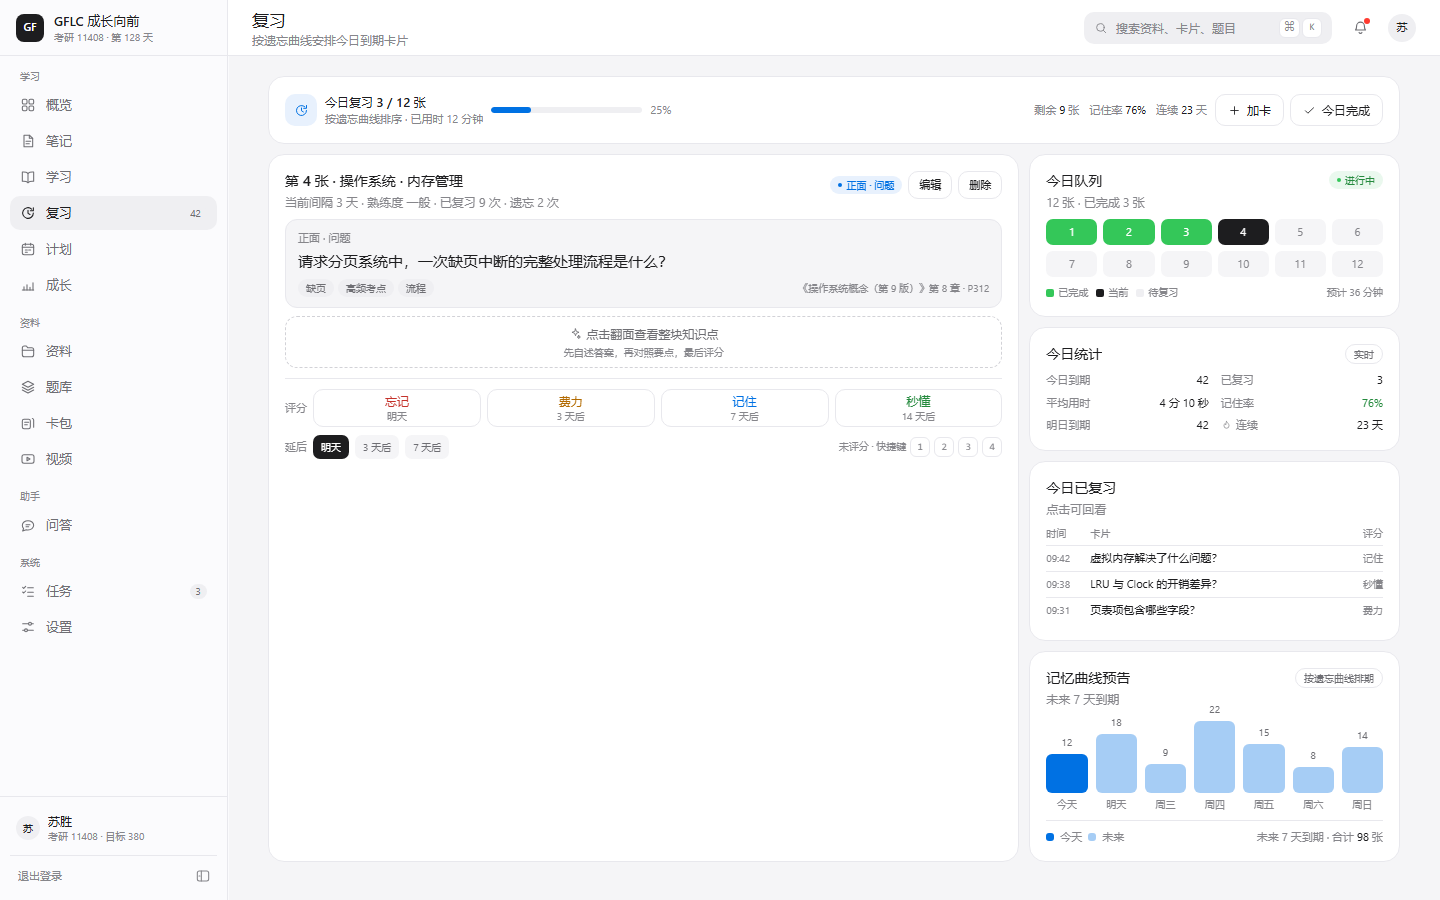 GF
GFLC 成长向前
考研 11408 · 第 128 天
学习
概览
笔记
学习
复习 42
计划
成长
资料
资料
题库
卡包
视频
助手
问答
系统
任务 3
设置
苏 苏胜
考研 11408 · 目标 380
退出登录
复习
按遗忘曲线安排今日到期卡片
搜索资料、卡片、题目 ⌘ K
苏
今日复习 3 / 12 张
按遗忘曲线排序 · 已用时 12 分钟
25%
剩余 9 张 记住率 76% 连续 23 天
加卡
今日完成
第 4 张 · 操作系统 · 内存管理
当前间隔 3 天 · 熟练度 一般 · 已复习 9 次 · 遗忘 2 次
正面 · 问题
编辑
删除
正面 · 问题
请求分页系统中，一次缺页中断的完整处理流程是什么？
缺页 高频考点 流程
《操作系统概念（第 9 版）》第 8 章 · P312
点击翻面查看整块知识点
先自述答案，再对照要点，最后评分
评分
忘记
明天
费力
3 天后
记住
7 天后
秒懂
14 天后
延后 明天 3 天后 7 天后
未评分 · 快捷键 1 2 3 4
今日队列
进行中
12 张 · 已完成 3 张
1 2 3 4 5 6
7 8 9 10 11 12
已完成 当前 待复习
预计 36 分钟
今日统计
实时
今日到期 42 已复习 3
平均用时 4 分 10 秒 记住率 76%
明日到期 42 连续 23 天
今日已复习
点击可回看
时间 卡片 评分
09:42 虚拟内存解决了什么问题？ 记住
09:38 LRU 与 Clock 的开销差异？ 秒懂
09:31 页表项包含哪些字段？ 费力
记忆曲线预告
按遗忘曲线排期
未来 7 天到期
12 18 9 22 15 8 14
今天 明天 周三 周四 周五 周六 周日
今天 未来
未来 7 天到期 · 合计 98 张